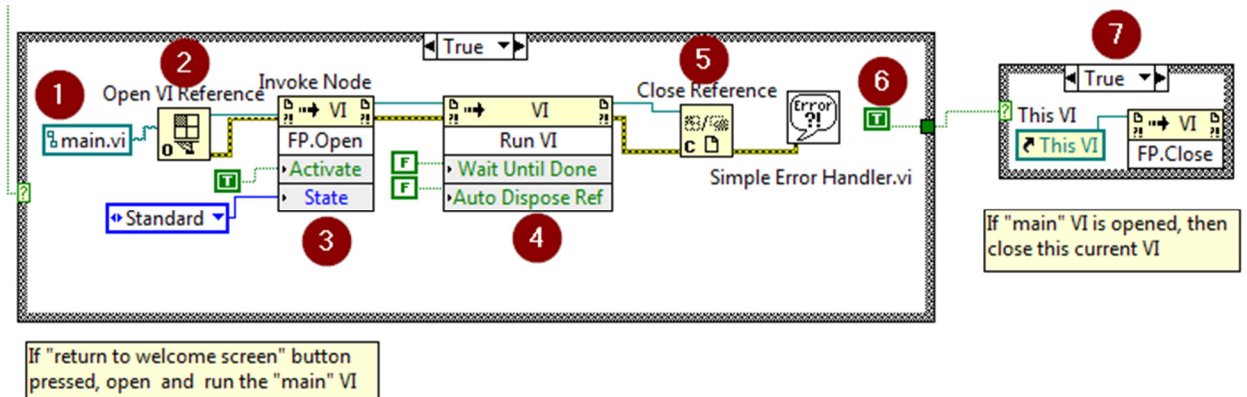 True
7
True
1
2
Open VI Reference
Invoke Node
5
Close Reference
6
main.vi
VI
FP.Open
Activate
T
State
Standard
3
VI
Run VI
F
Wait Until Done
F
Auto Dispose Ref
4
C
Error
?!
Simple Error Handler.vi
T
?
?
This VI
This VI
VI
FP.Close
If "main" VI is opened, then
close this current VI
If "return to welcome screen" button
pressed, open  and  run the "main" VI